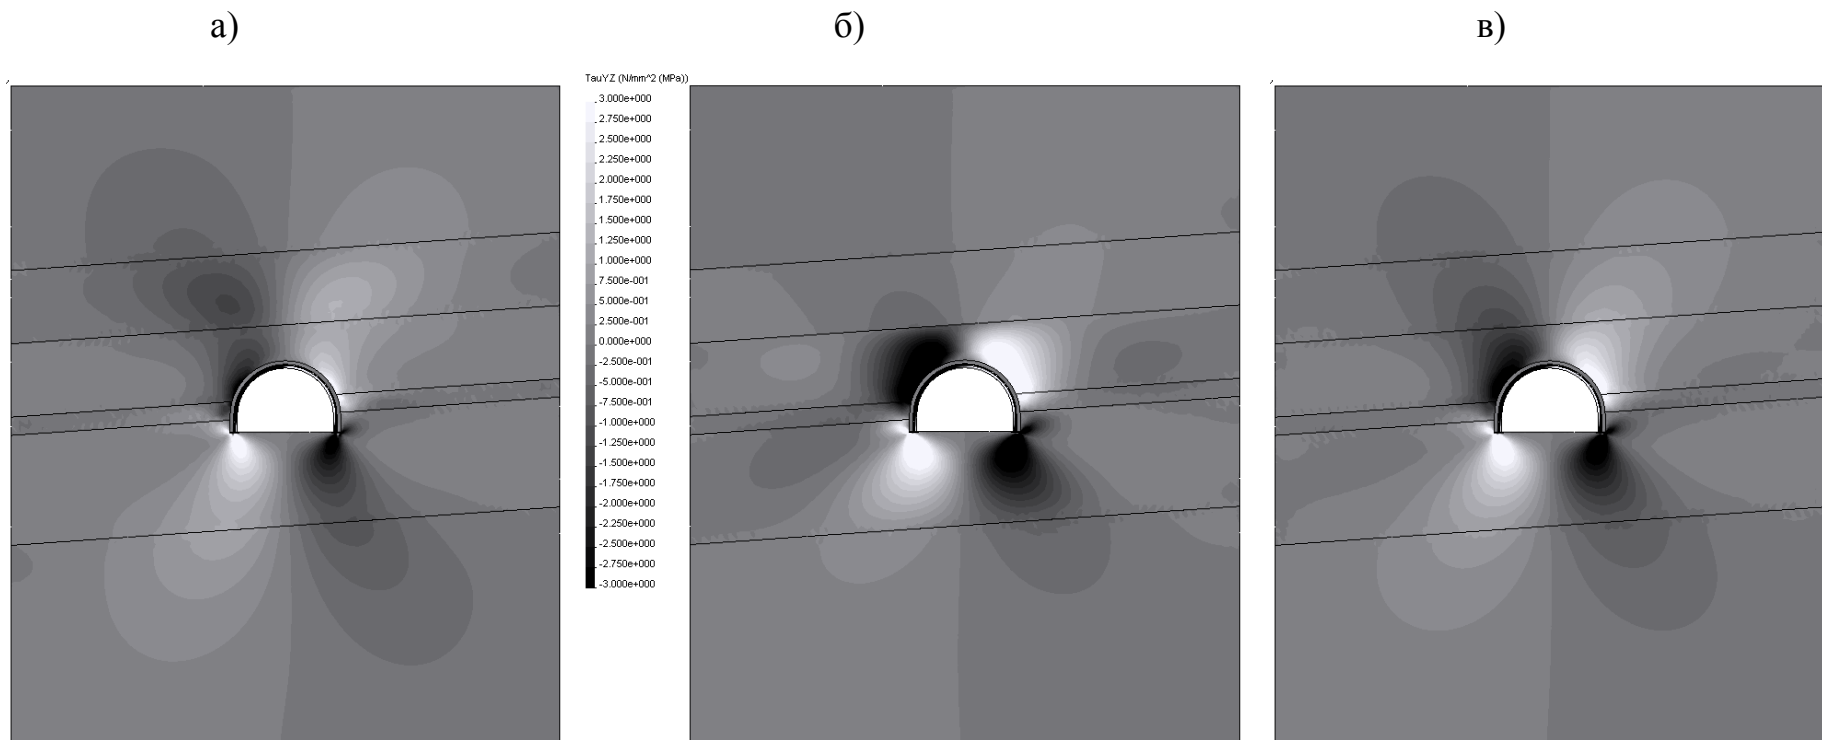 а)
б)
в)
TauYZ (N/mm^2 (MPa))
3.000e+000
2.750e+000
2.500e+000
2.250e+000
2.000e+000
1.750e+000
1.500e+000
1.250e+000
1.000e+000
7.500e-001
5.000e-001
2.500e-001
0.000e+000
-2.500e-001
-5.000e-001
-7.500e-001
-1.000e+000
-1.250e+000
-1.500e+000
-1.750e+000
-2.000e+000
-2.250e+000
-2.500e+000
-2.750e+000
-3.000e+000